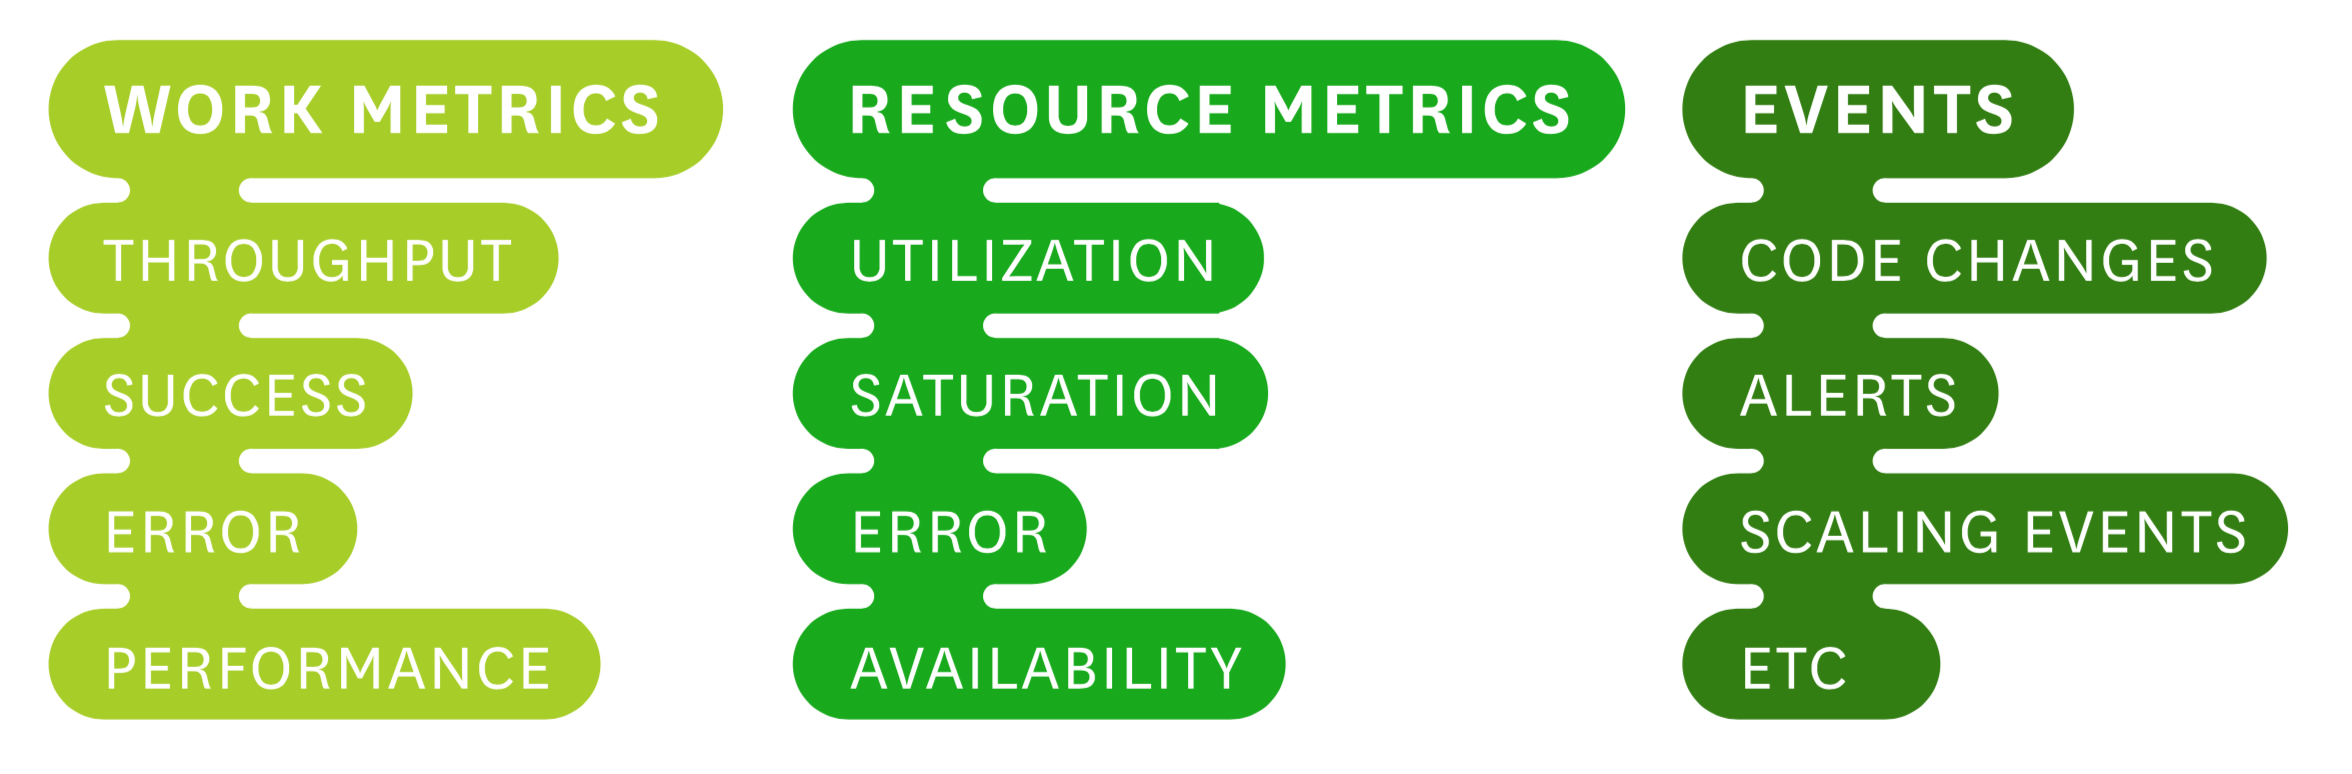 WORK METRICS
THROUGHPUT
SUCCESS
ERROR
PERFORMANCE
RESOURCE METRICS
UTILIZATION
SATURATION
ERROR
AVAILABILITY
EVENTS
CODE CHANGES
ALERTS
SCALING EVENTS
ETC